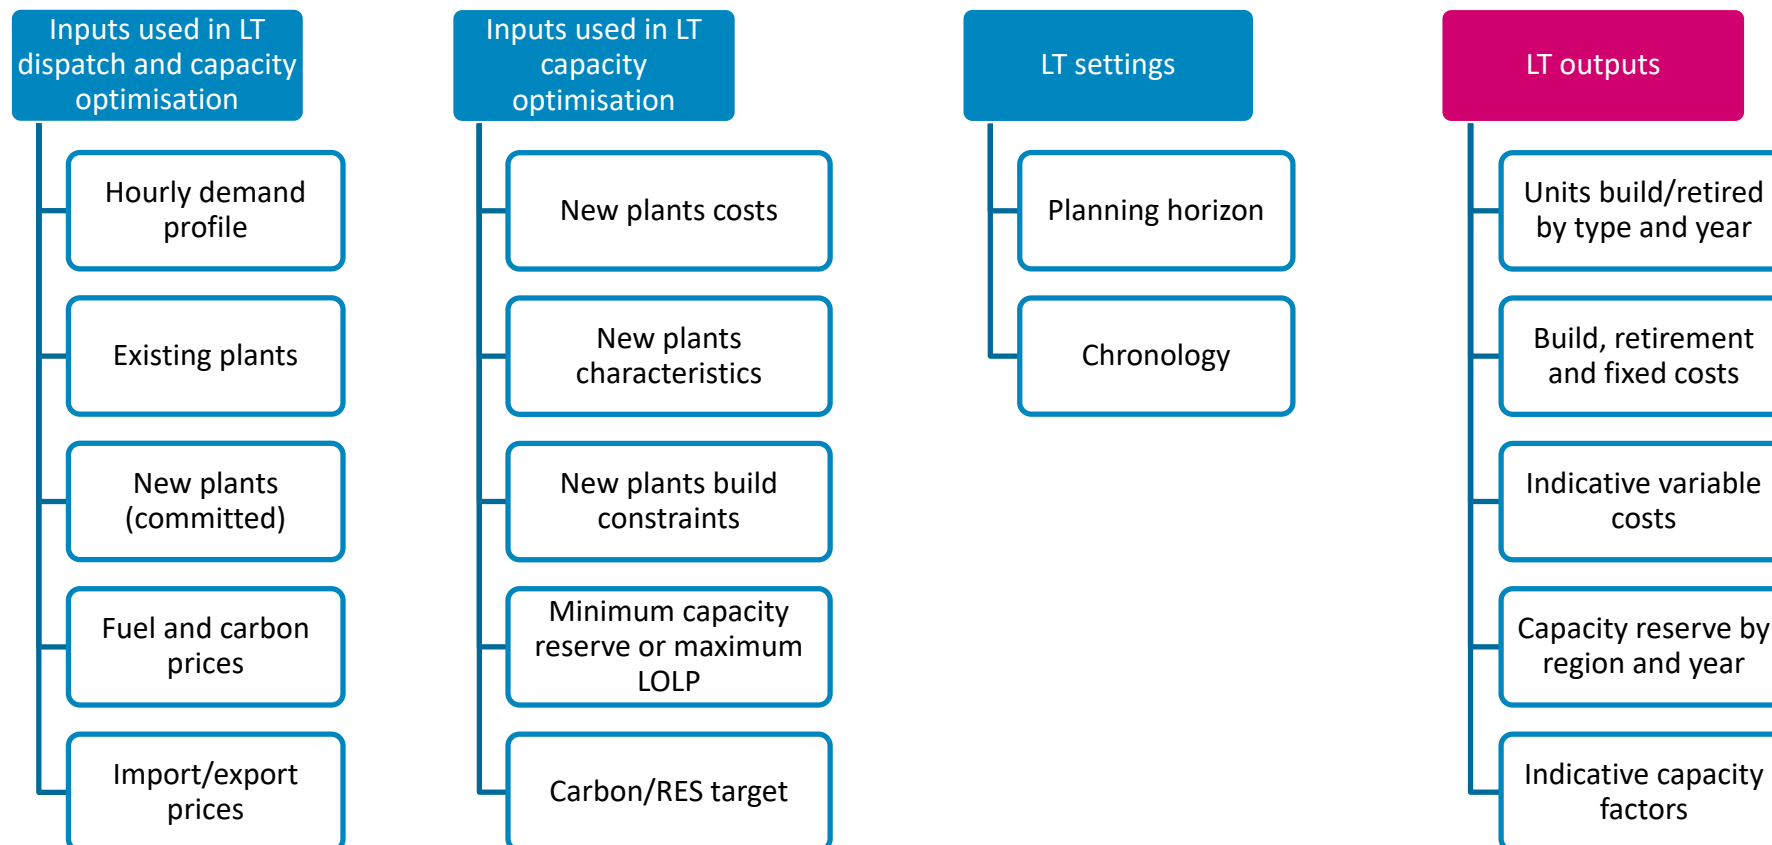 Inputs used in LT
dispatch and capacity
optimisation
Hourly demand
profile
Existing plants
New plants
(committed)
Fuel and carbon
prices
Import/export
prices
Inputs used in LT
capacity
optimisation
New plants costs
New plants
characteristics
New plants build
constraints
Minimum capacity
reserve or maximum
LOLP
Carbon/RES target
LT settings
Planning horizon
Chronology
LT outputs
Units build/retired
by type and year
Build, retirement
and fixed costs
Indicative variable
costs
Capacity reserve by
region and year
Indicative capacity
factors